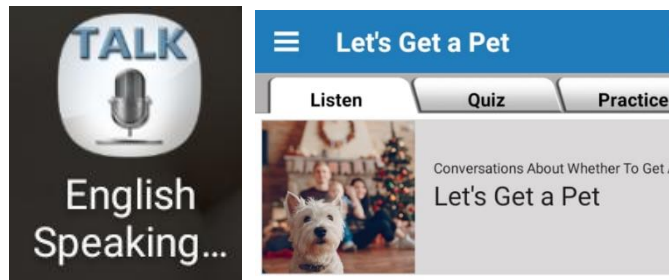 TALK
English
Speaking...
Let's Get a Pet
Listen
Quiz
Practice
Conversations About Whether To Get
Let's Get a Pet